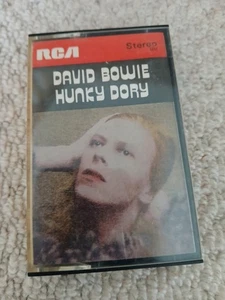 RCA Stereo
DAVID BOWIE
HUNKY DORY